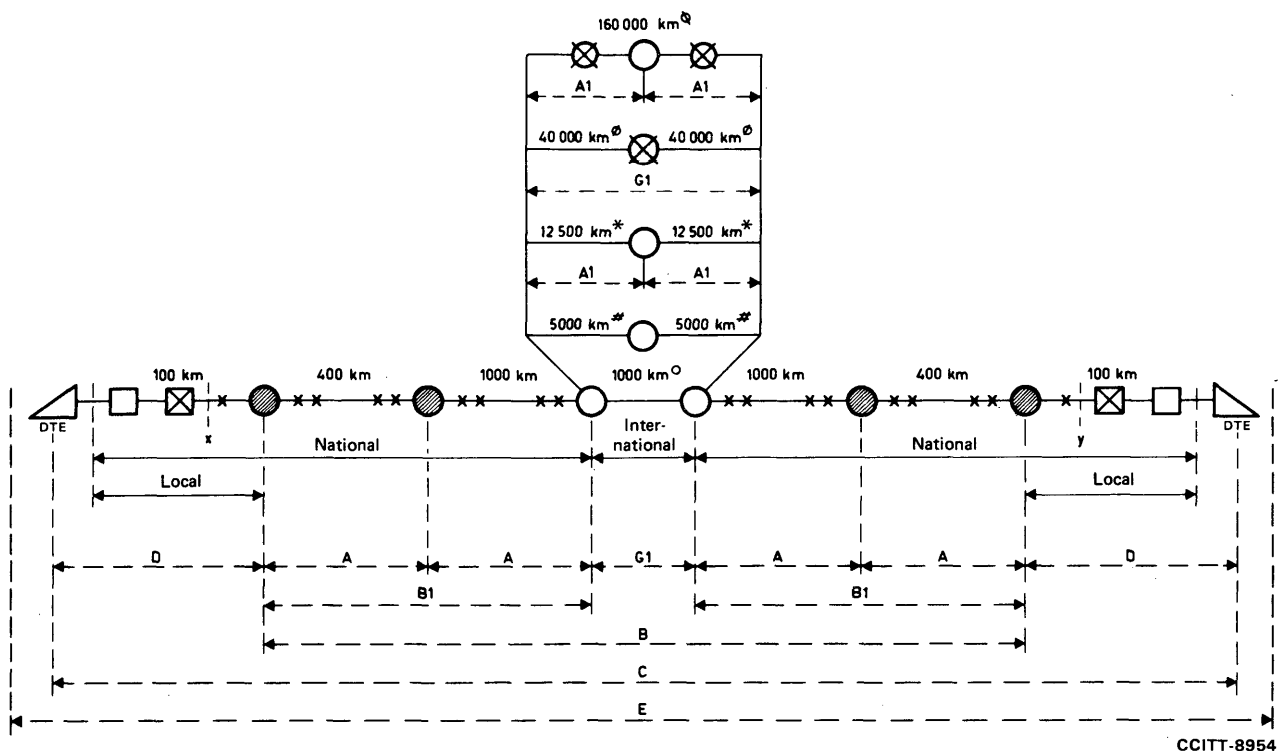 160 000 km ø
A1 A1
40 000 km ø 40 000 km ø
G1
12 500 km * 12 500 km *
A1 A1
5000 km # 5000 km #
100 km 400 km 1000 km 1000 km ○ 1000 km 400 km 100 km
DTE DTE
x y
National Inter-
national National
Local Local
D A A G1 A A D
B1 B1
B
C
E
CCITT-8954